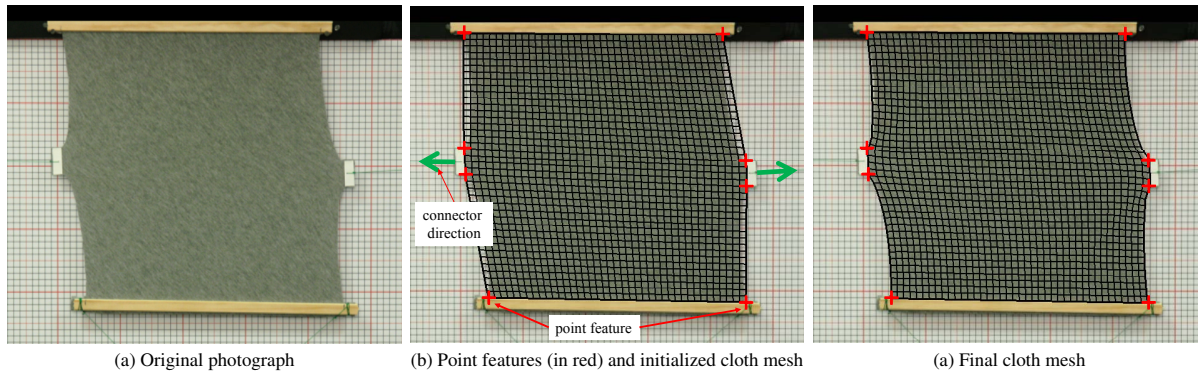 connector
direction
point feature
(a) Original photograph
(b) Point features (in red) and initialized cloth mesh
(a) Final cloth mesh